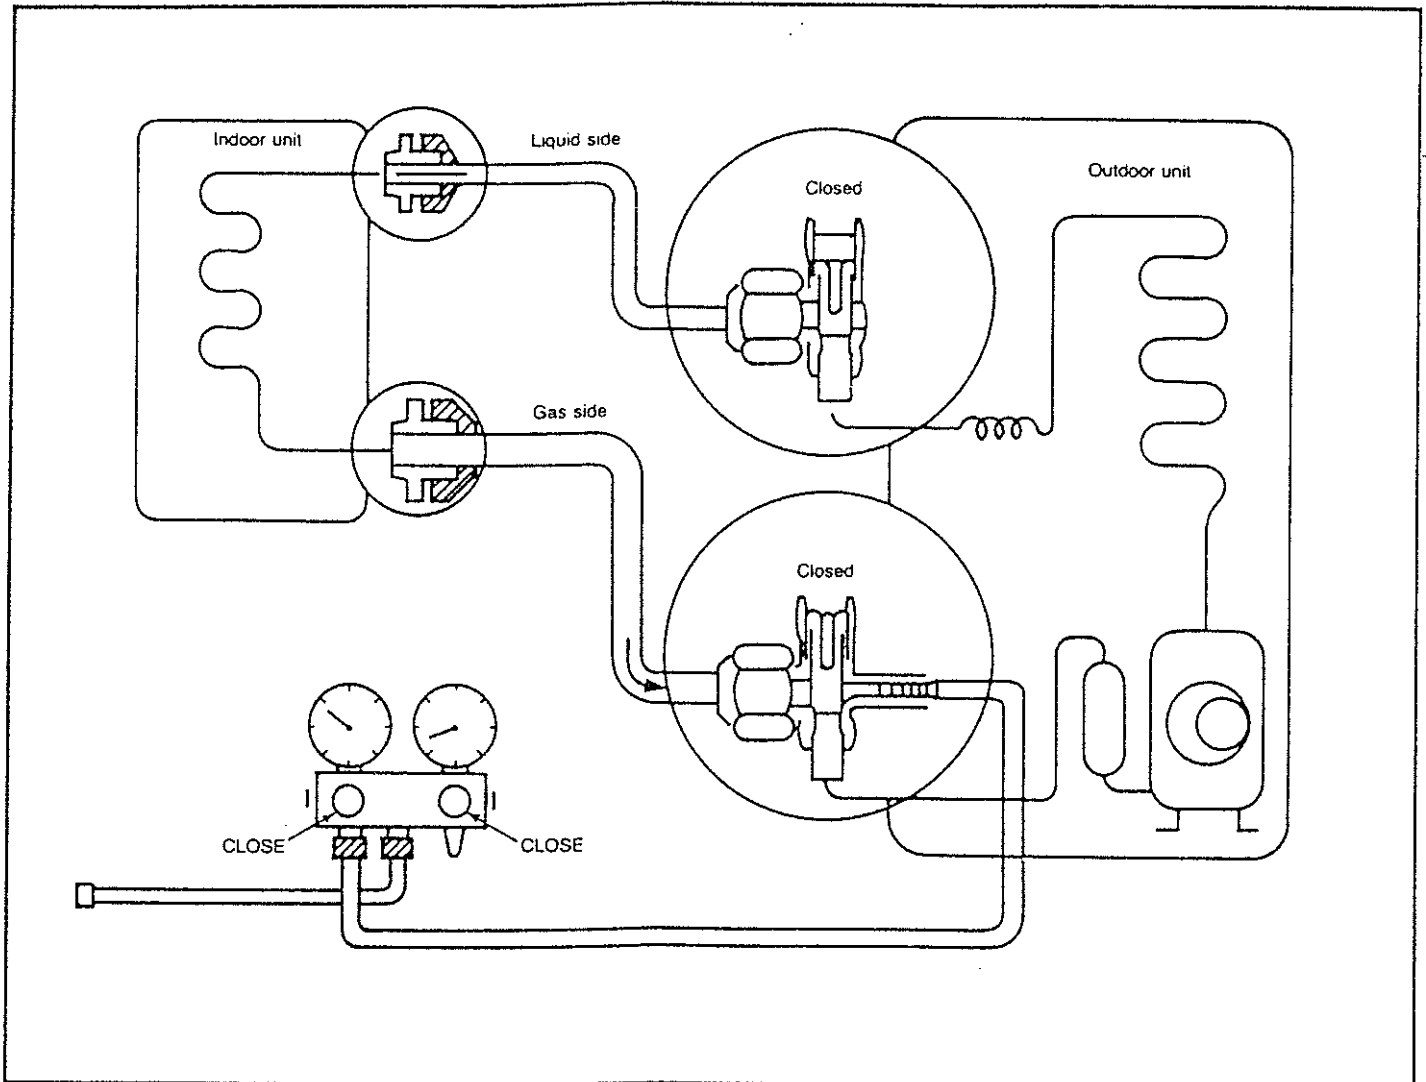 Indoor unit
Liquid side
Closed
Outdoor unit
Gas side
Closed
CLOSE
CLOSE